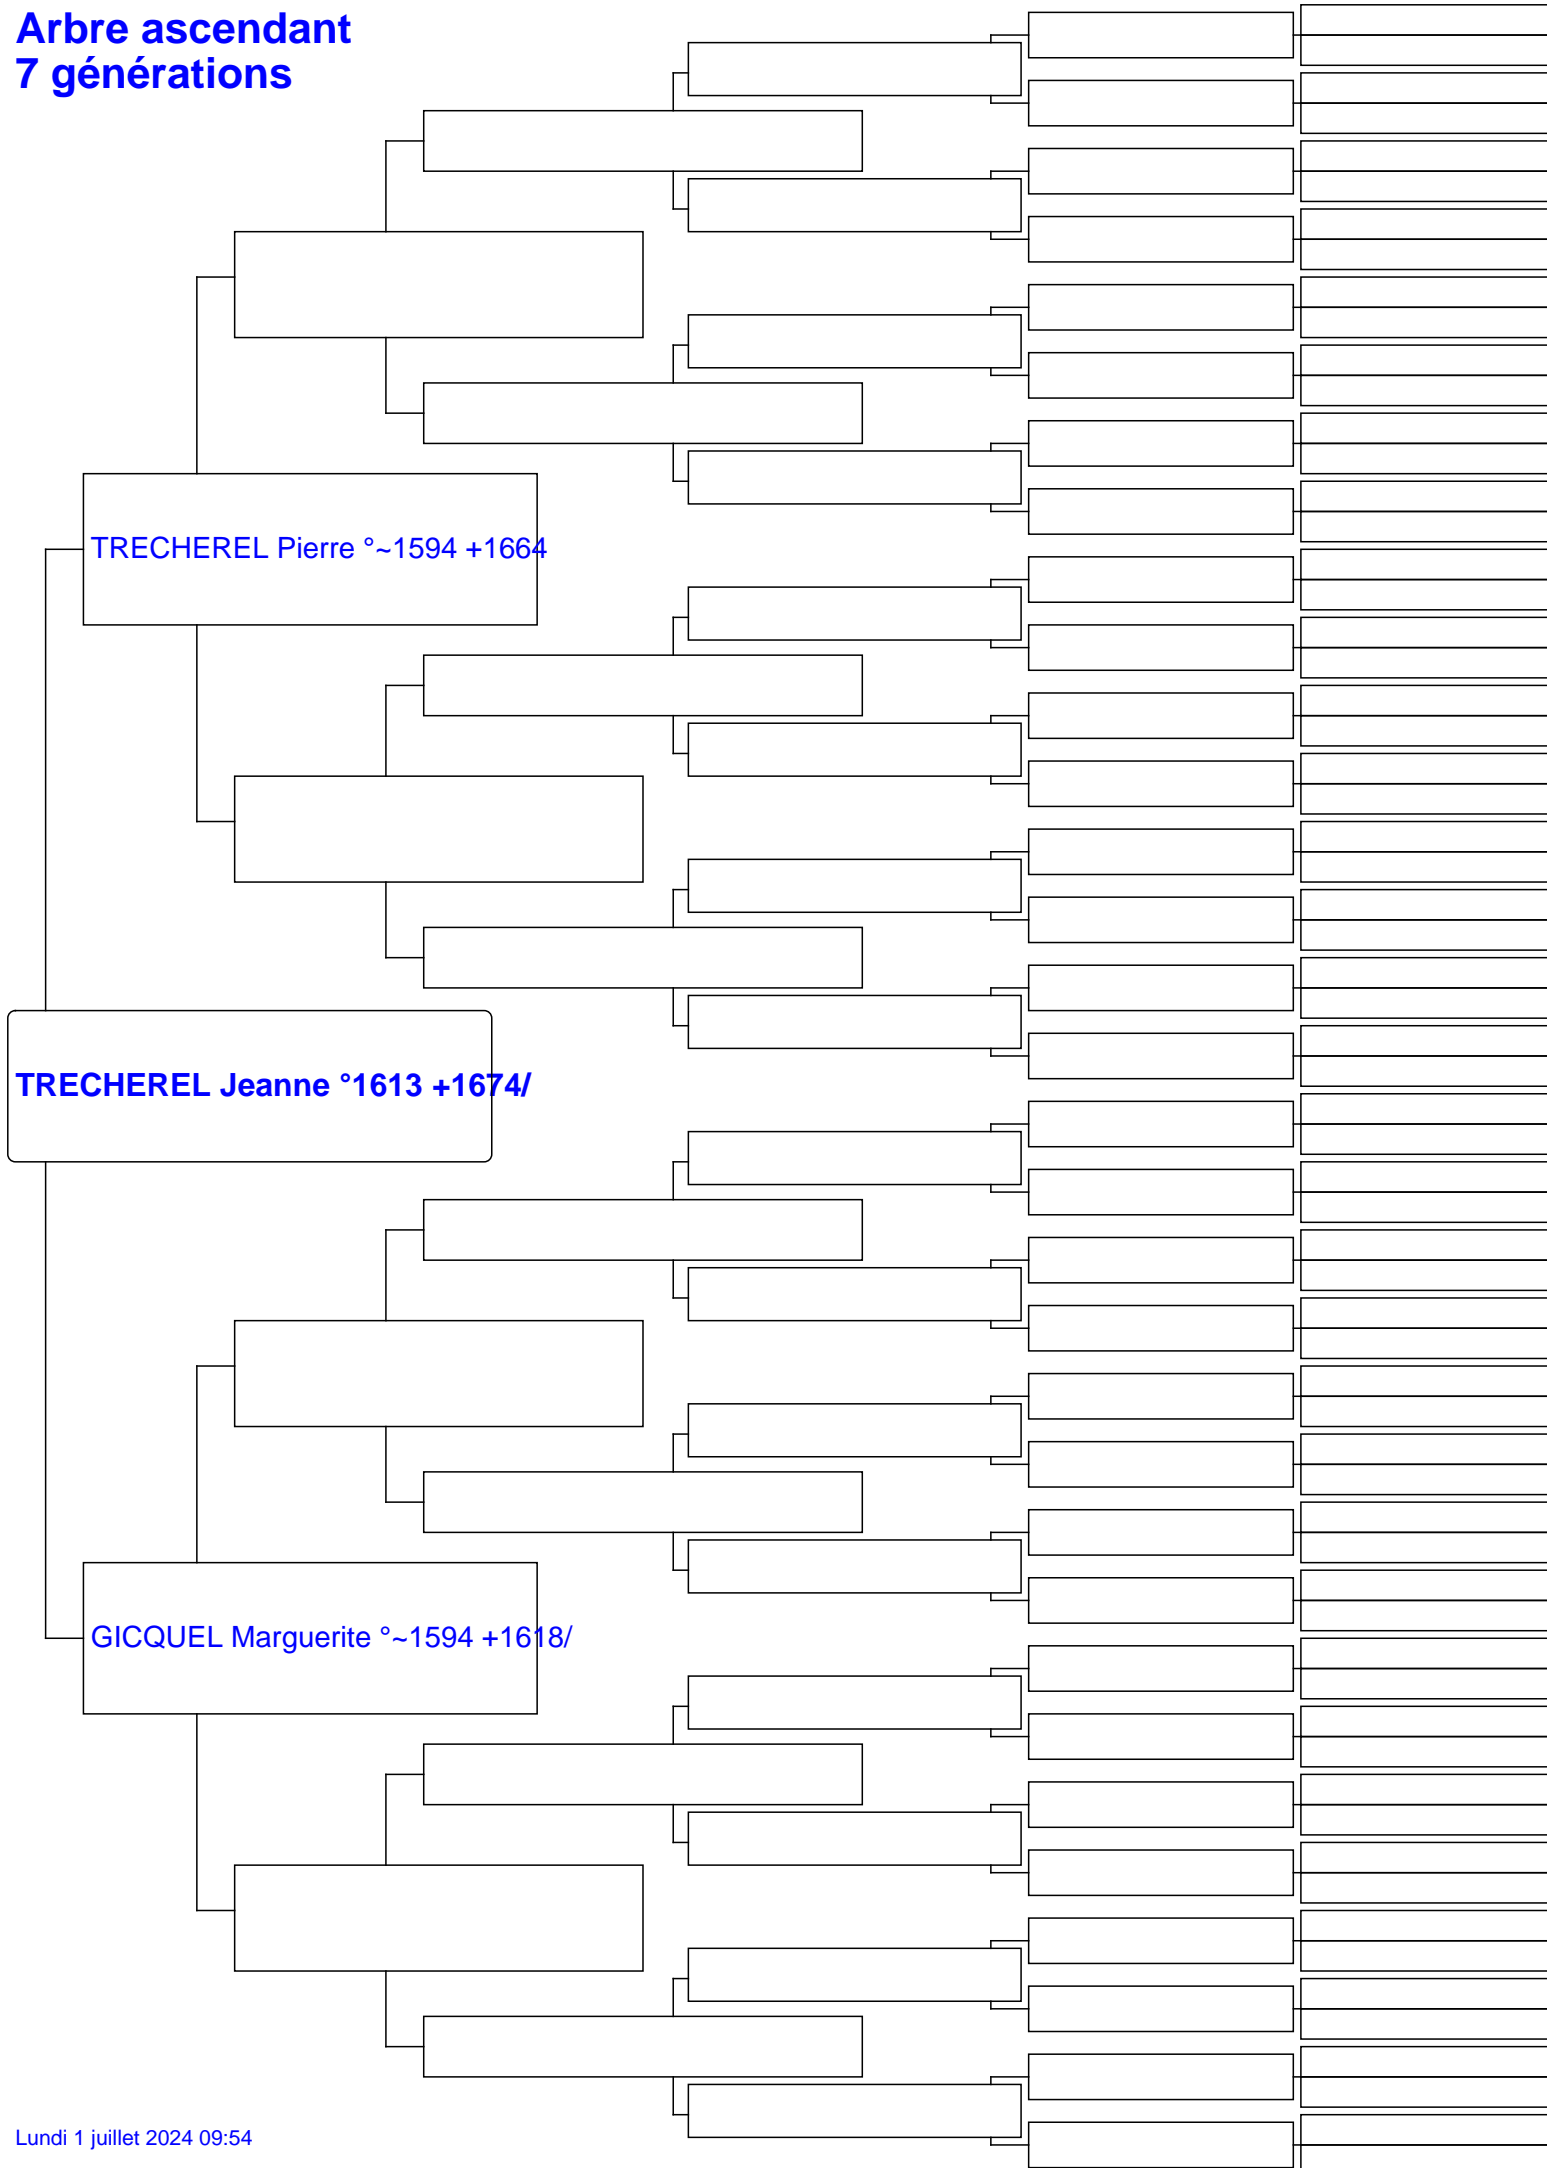 Arbre ascendant
7 générations
TRECHEREL Pierre °~1594 +1664
TRECHEREL Jeanne °1613 +1674/
GICQUEL Marguerite °~1594 +1618/
Lundi 1 juillet 2024 09:54